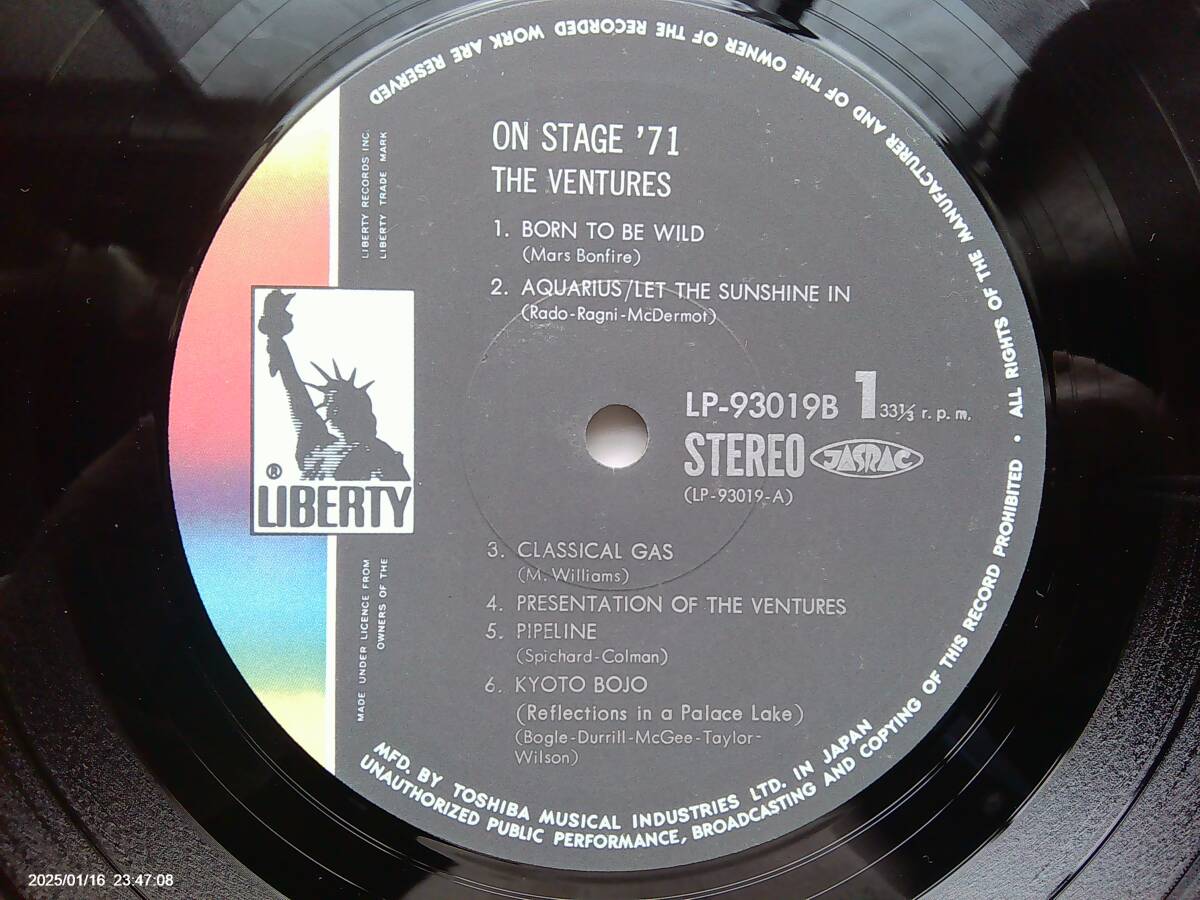 ON STAGE '71
THE VENTURES
1. BORN TO BE WILD
(Mars Bonfire)
2. AQUARIUS/LET THE SUNSHINE IN
(Rado-Ragni-McDermot)
LP-93019B 1 33⅓ r.p.m.
STEREO JASRAC
(LP-93019-A)
3. CLASSICAL GAS
(M. Williams)
4. PRESENTATION OF THE VENTURES
5. PIPELINE
(Spichard-Colman)
6. KYOTO BOJO
(Reflections in a Palace Lake)
(Bogle-Durrill-McGee-Taylor-
Wilson)
LIBERTY RECORDS INC.
LIBERTY TRADE MARK
®
LIBERTY
MADE UNDER LICENCE FROM
OWNERS OF THE
MFD. BY TOSHIBA MUSICAL INDUSTRIES LTD. IN JAPAN
UNAUTHORIZED PUBLIC PERFORMANCE, BROADCASTING AND COPYING OF THIS RECORD PROHIBITED • ALL RIGHTS OF THE MANUFACTURER AND OF THE OWNER OF THE RECORDED WORK ARE RESERVED
2025/01/16 23:47:08